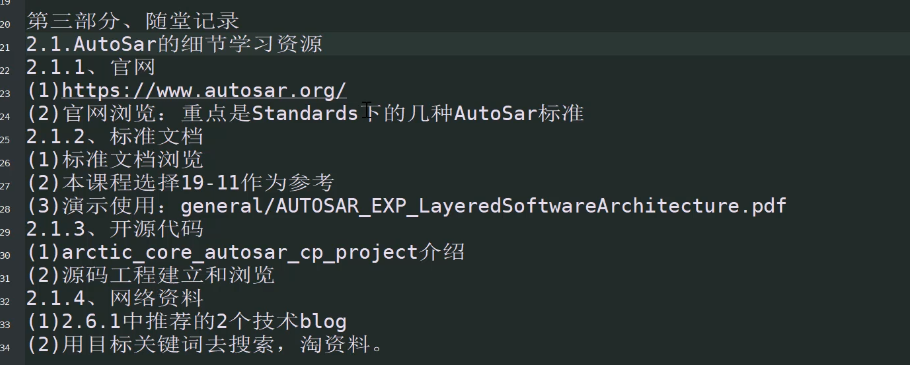 19
20 第三部分、随堂记录
21 2.1.AutoSar的细节学习资源
22 2.1.1、官网
23 (1)https://www.autosar.org/
24 (2)官网浏览：重点是Standards下的几种AutoSar标准
25 2.1.2、标准文档
26 (1)标准文档浏览
27 (2)本课程选择19-11作为参考
28 (3)演示使用：general/AUTOSAR_EXP_LayeredSoftwareArchitecture.pdf
29 2.1.3、开源代码
30 (1)arctic_core_autosar_cp_project介绍
31 (2)源码工程建立和浏览
32 2.1.4、网络资料
33 (1)2.6.1中推荐的2个技术blog
34 (2)用目标关键词去搜索，淘资料。